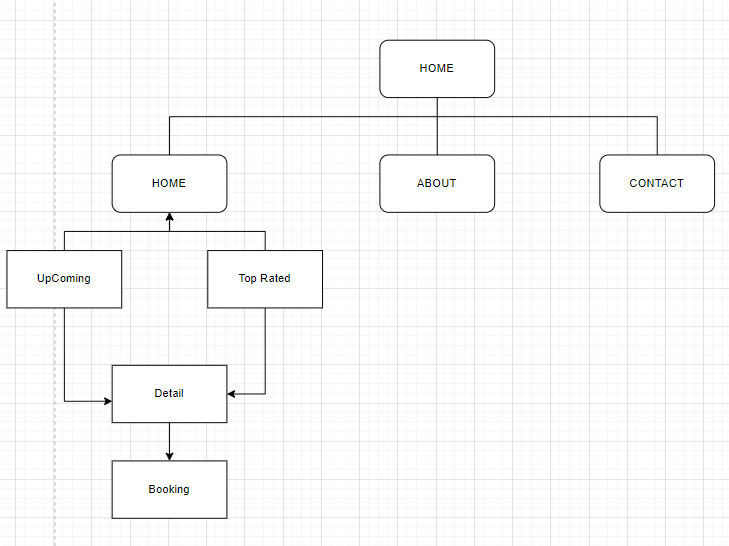 HOME
HOME
ABOUT
CONTACT
UpComing
Top Rated
Detail
Booking